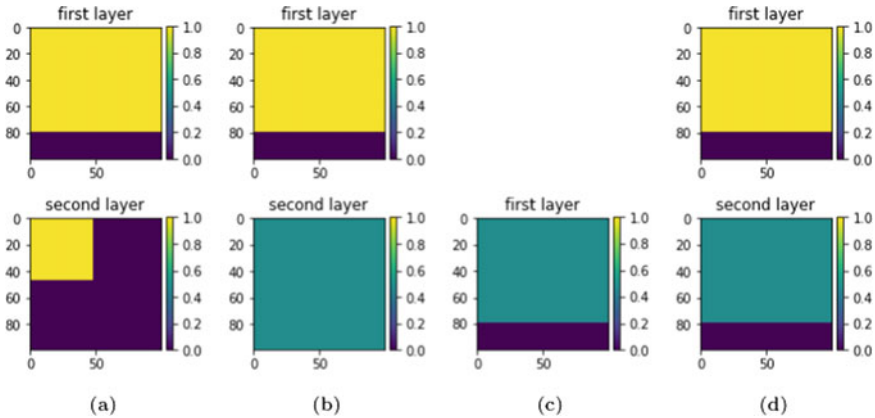 first layer first layer first layer
0 1.0 0 1.0 0 1.0
20 0.8 20 0.8 20 0.8
40 0.6 40 0.6 40 0.6
60 0.4 60 0.4 60 0.4
80 0.2 80 0.2 80 0.2
0.0 0.0 0.0
0 50 0 50 0 50
second layer second layer first layer second layer
0 1.0 0 1.0 0 1.0 0 1.0
20 0.8 20 0.8 20 0.8 20 0.8
40 0.6 40 0.6 40 0.6 40 0.6
60 0.4 60 0.4 60 0.4 60 0.4
80 0.2 80 0.2 80 0.2 80 0.2
0.0 0.0 0.0 0.0
0 50 0 50 0 50 0 50
(a) (b) (c) (d)